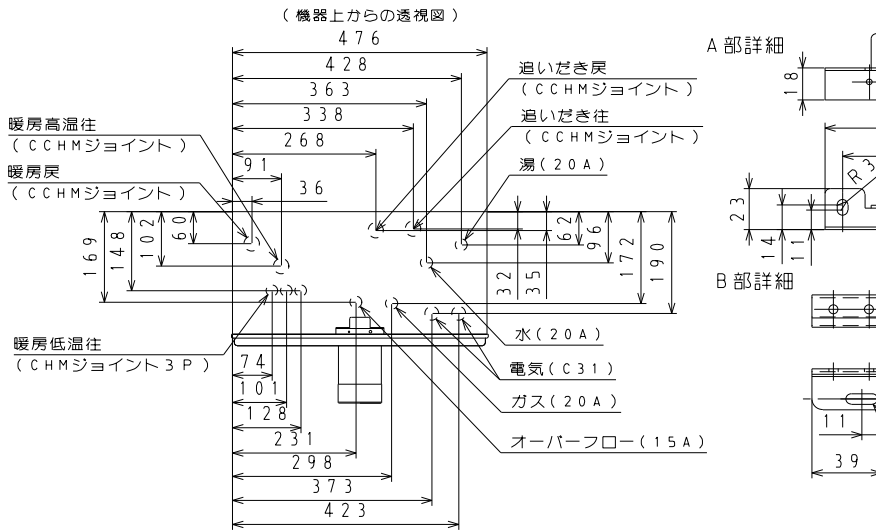 (機器上からの透視図)
476
428
363
338
268
91
36
追いだき戻
(CCHMジョイント)
追いだき往
(CCHMジョイント)
湯(20A)
暖房高温往
(CCHMジョイント)
暖房戻
(CCHMジョイント)
169
148
102
60
32
35
62
96
172
190
暖房低温往
(CHMジョイント3P)
水(20A)
電気(C31)
ガス(20A)
オーバーフロー(15A)
74
101
128
231
298
373
423
A部詳細
18
R3
23
14
11
B部詳細
11
39